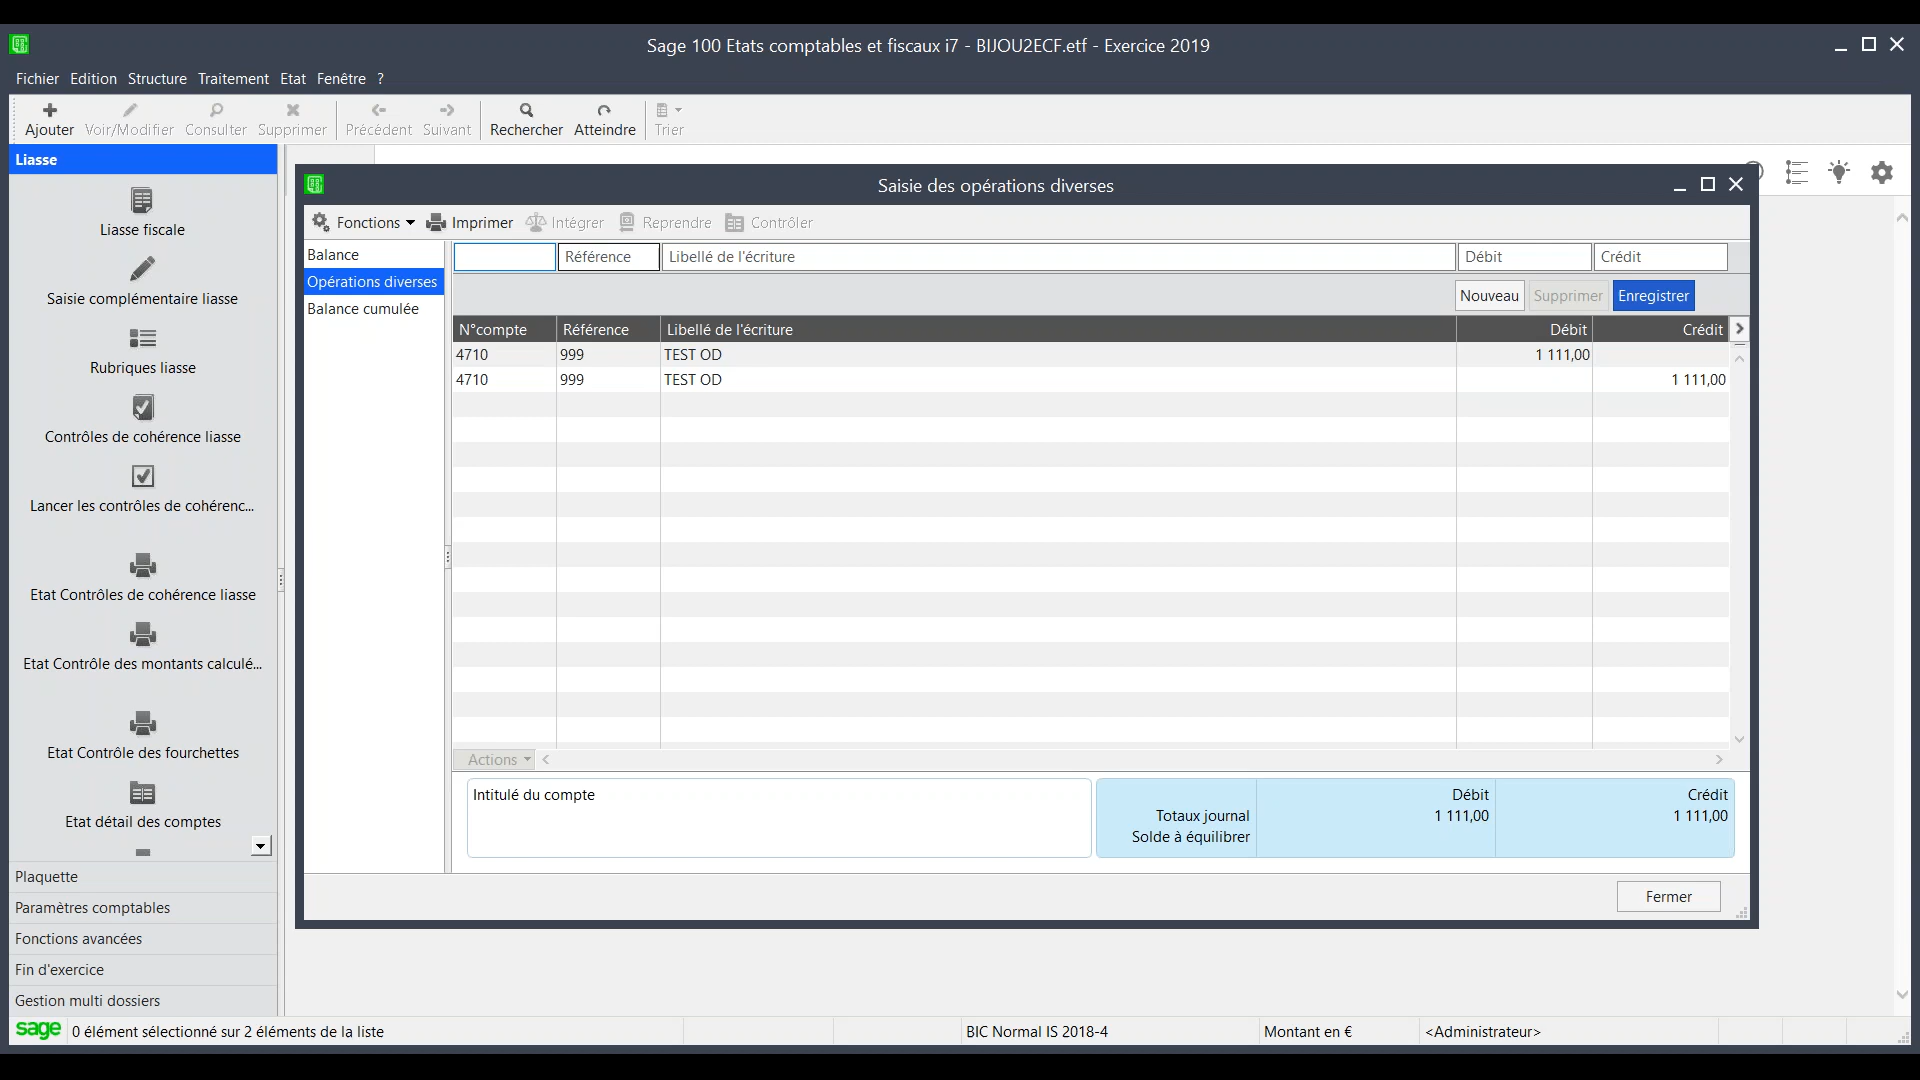 Sage 100 Etats comptables et fiscaux i7 - BIJOU2ECF.etf - Exercice 2019
Fichier Edition Structure Traitement Etat Fenêtre ?
Ajouter Voir/Modifier Consulter Supprimer Précédent Suivant Rechercher Atteindre Trier
Liasse
Liasse fiscale
Saisie complémentaire liasse
Rubriques liasse
Contrôles de cohérence liasse
Lancer les contrôles de cohérenc...
Etat Contrôles de cohérence liasse
Etat Contrôle des montants calculé...
Etat Contrôle des fourchettes
Etat détail des comptes
Plaquette
Paramètres comptables
Fonctions avancées
Fin d'exercice
Gestion multi dossiers
Saisie des opérations diverses
Fonctions Imprimer Intégrer Reprendre Contrôler
Balance
Opérations diverses
Balance cumulée
Référence Libellé de l'écriture Débit Crédit
Nouveau Supprimer Enregistrer
N°compte Référence Libellé de l'écriture Débit Crédit
4710 999 TEST OD 1 111,00
4710 999 TEST OD 1 111,00
Actions
Intitulé du compte
Débit Crédit
Totaux journal 1 111,00 1 111,00
Solde à équilibrer
Fermer
sage 0 élément sélectionné sur 2 éléments de la liste BIC Normal IS 2018-4 Montant en € <Administrateur>